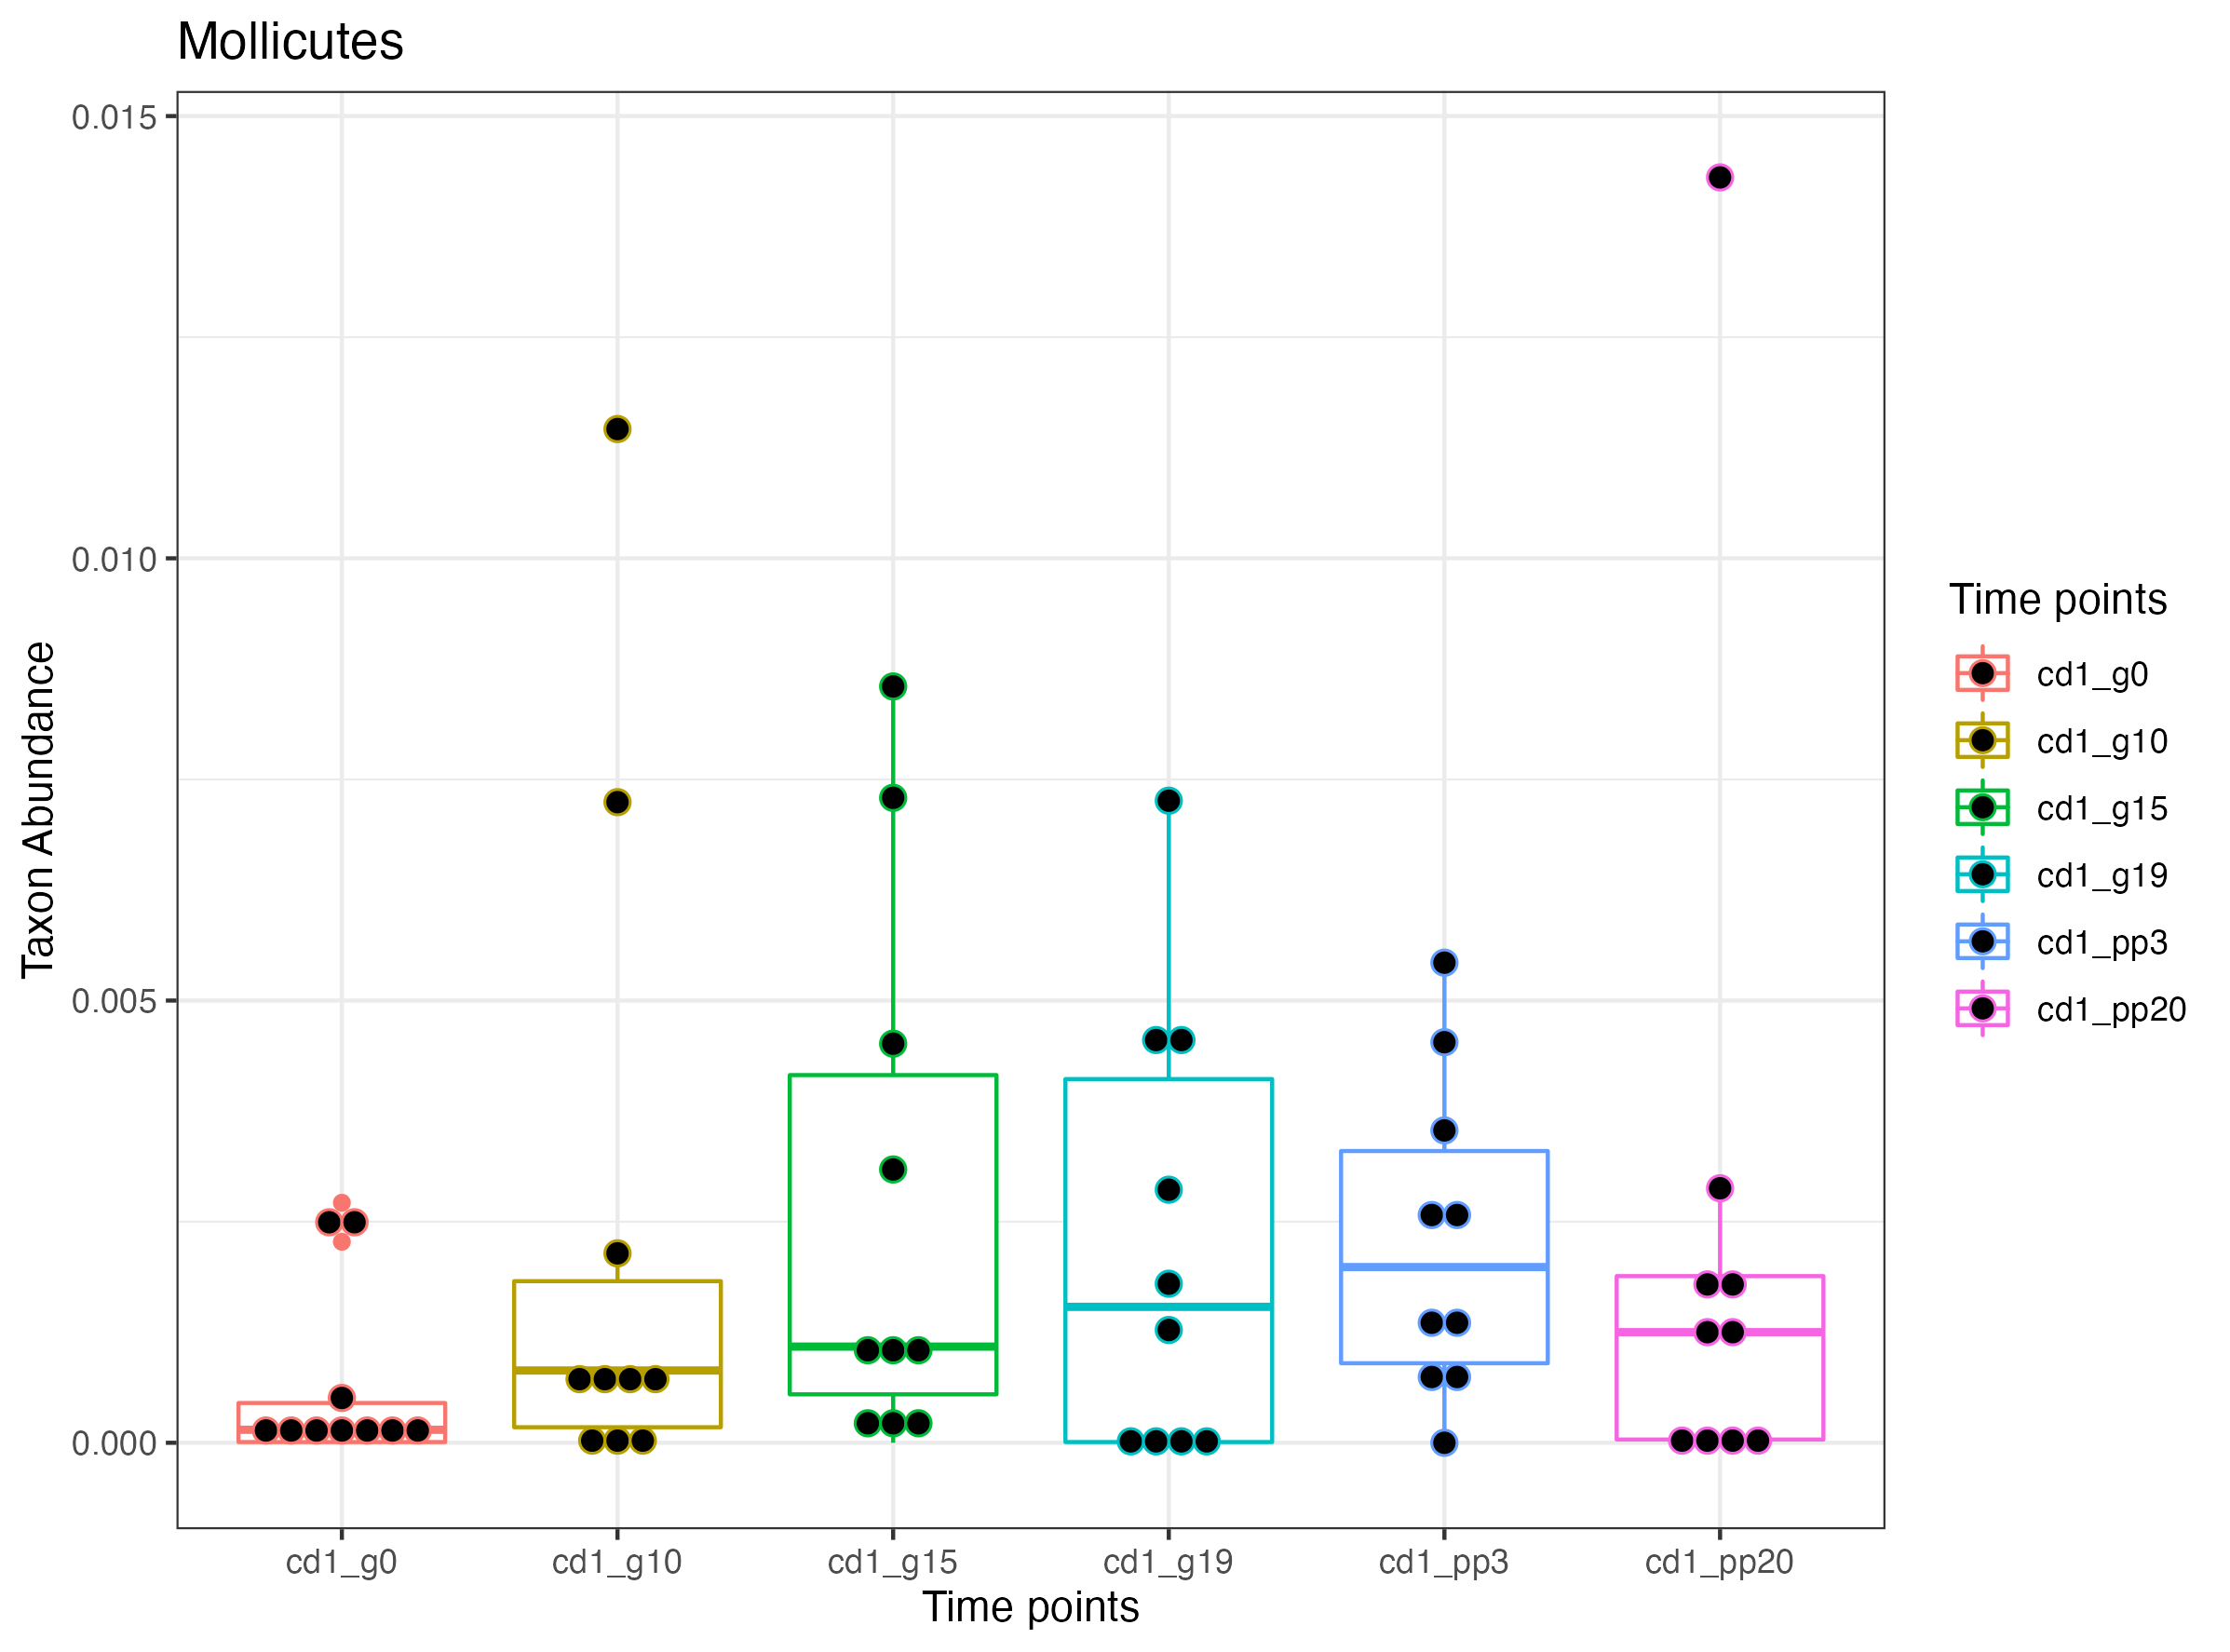 Mollicutes
0.015
0.010
0.005
0.000
Taxon Abundance
cd1_g0
cd1_g10
cd1_g15
cd1_g19
cd1_pp3
cd1_pp20
Time points
Time points
cd1_g0
cd1_g10
cd1_g15
cd1_g19
cd1_pp3
cd1_pp20